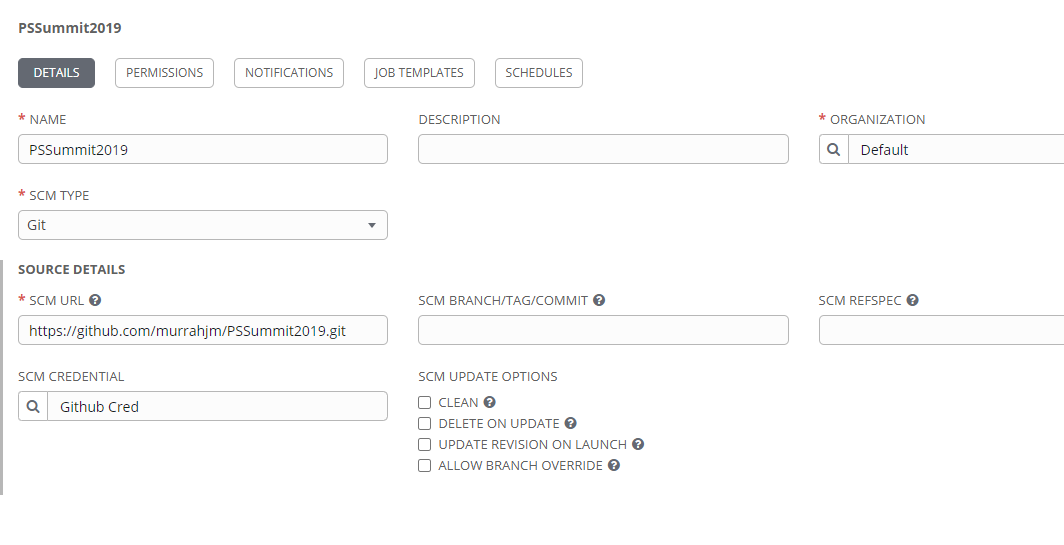 PSSummit2019
DETAILS PERMISSIONS NOTIFICATIONS JOB TEMPLATES SCHEDULES
* NAME DESCRIPTION * ORGANIZATION
PSSummit2019 Default
* SCM TYPE
Git
SOURCE DETAILS
* SCM URL ? SCM BRANCH/TAG/COMMIT ? SCM REFSPEC ?
https://github.com/murrahjm/PSSummit2019.git
SCM CREDENTIAL SCM UPDATE OPTIONS
Github Cred
CLEAN ?
DELETE ON UPDATE ?
UPDATE REVISION ON LAUNCH ?
ALLOW BRANCH OVERRIDE ?